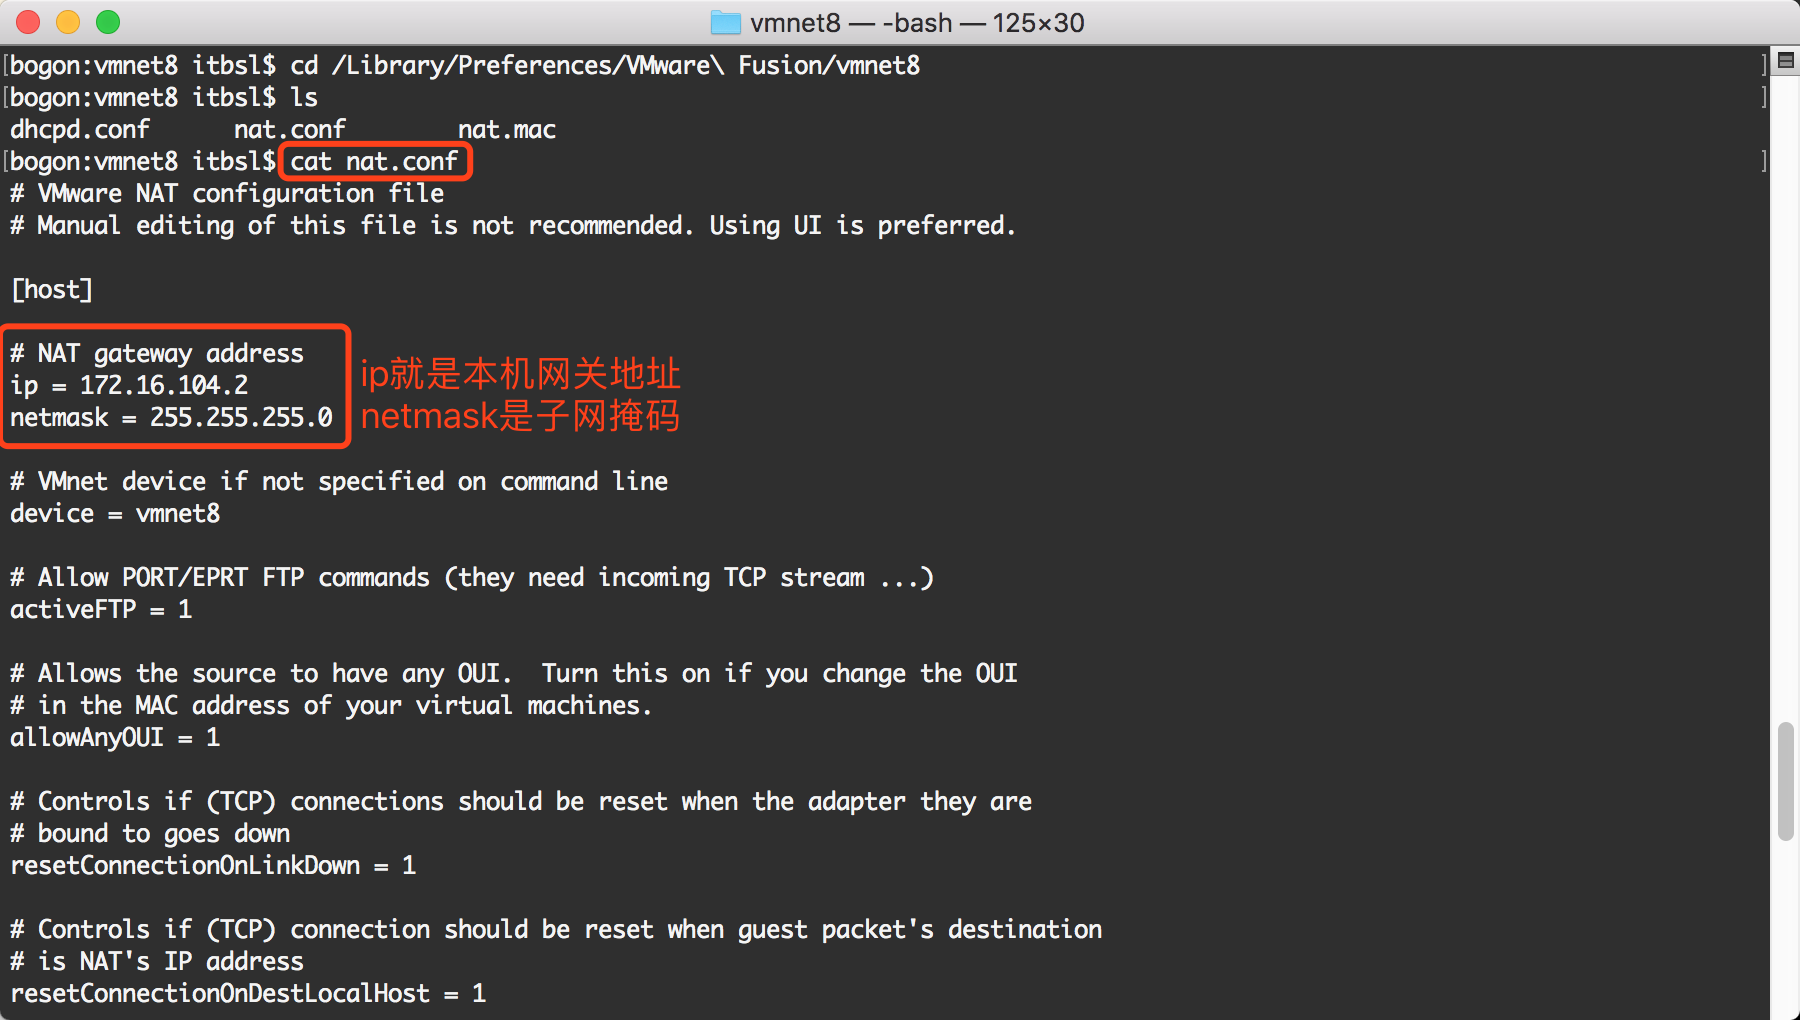 vmnet8 — -bash — 125×30
[bogon:vmnet8 itbsl$ cd /Library/Preferences/VMware\ Fusion/vmnet8 ]
[bogon:vmnet8 itbsl$ ls ]
dhcpd.conf nat.conf nat.mac
[bogon:vmnet8 itbsl$ cat nat.conf ]
# VMware NAT configuration file
# Manual editing of this file is not recommended. Using UI is preferred.
[host]
# NAT gateway address
ip = 172.16.104.2
netmask = 255.255.255.0
ip就是本机网关地址
netmask是子网掩码
# VMnet device if not specified on command line
device = vmnet8
# Allow PORT/EPRT FTP commands (they need incoming TCP stream ...)
activeFTP = 1
# Allows the source to have any OUI.  Turn this on if you change the OUI
# in the MAC address of your virtual machines.
allowAnyOUI = 1
# Controls if (TCP) connections should be reset when the adapter they are
# bound to goes down
resetConnectionOnLinkDown = 1
# Controls if (TCP) connection should be reset when guest packet's destination
# is NAT's IP address
resetConnectionOnDestLocalHost = 1